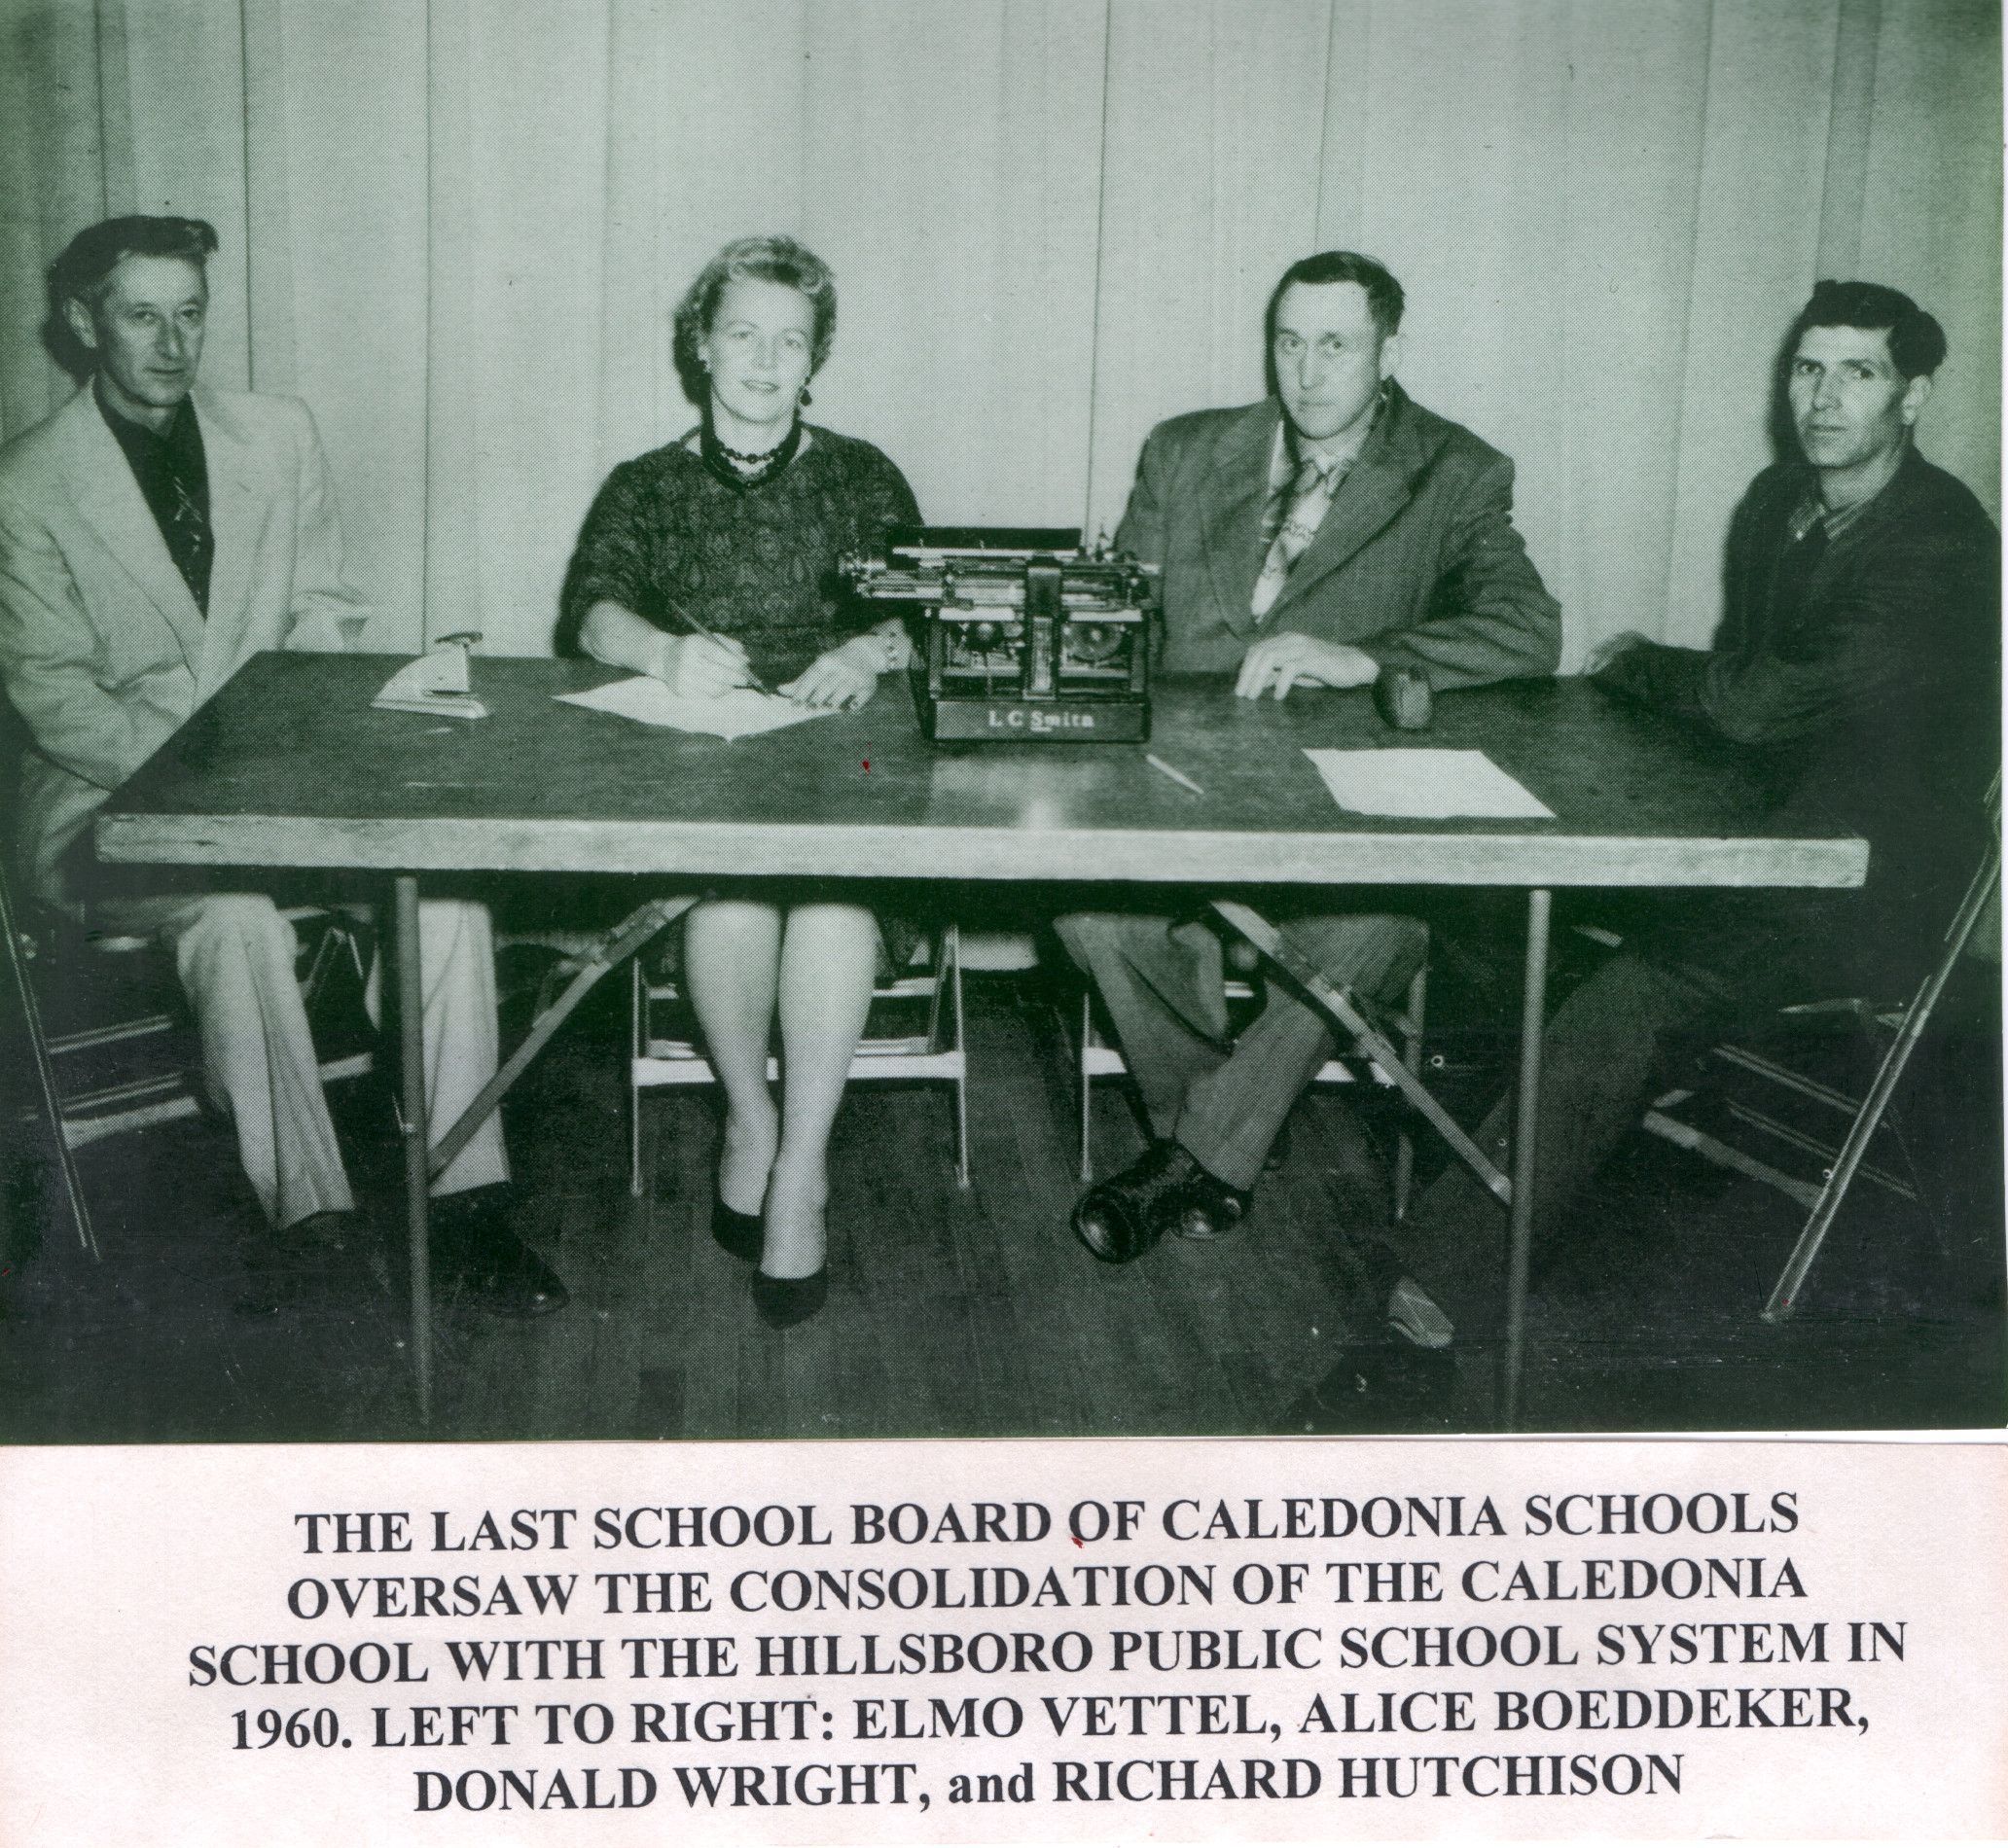 L C Smith
THE LAST SCHOOL BOARD OF CALEDONIA SCHOOLS
OVERSAW THE CONSOLIDATION OF THE CALEDONIA
SCHOOL WITH THE HILLSBORO PUBLIC SCHOOL SYSTEM IN
1960. LEFT TO RIGHT: ELMO VETTEL, ALICE BOEDDEKER,
DONALD WRIGHT, and RICHARD HUTCHISON